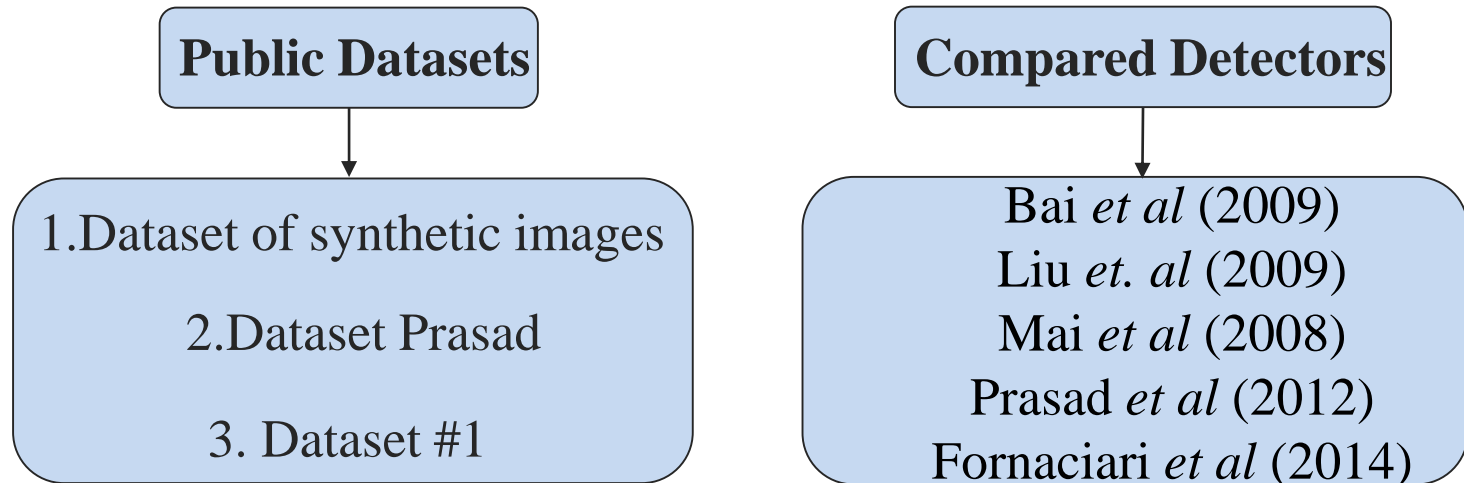 Public Datasets
1.Dataset of synthetic images
2.Dataset Prasad
3. Dataset #1
Compared Detectors
Bai et al (2009)
Liu et. al (2009)
Mai et al (2008)
Prasad et al (2012)
Fornaciari et al (2014)